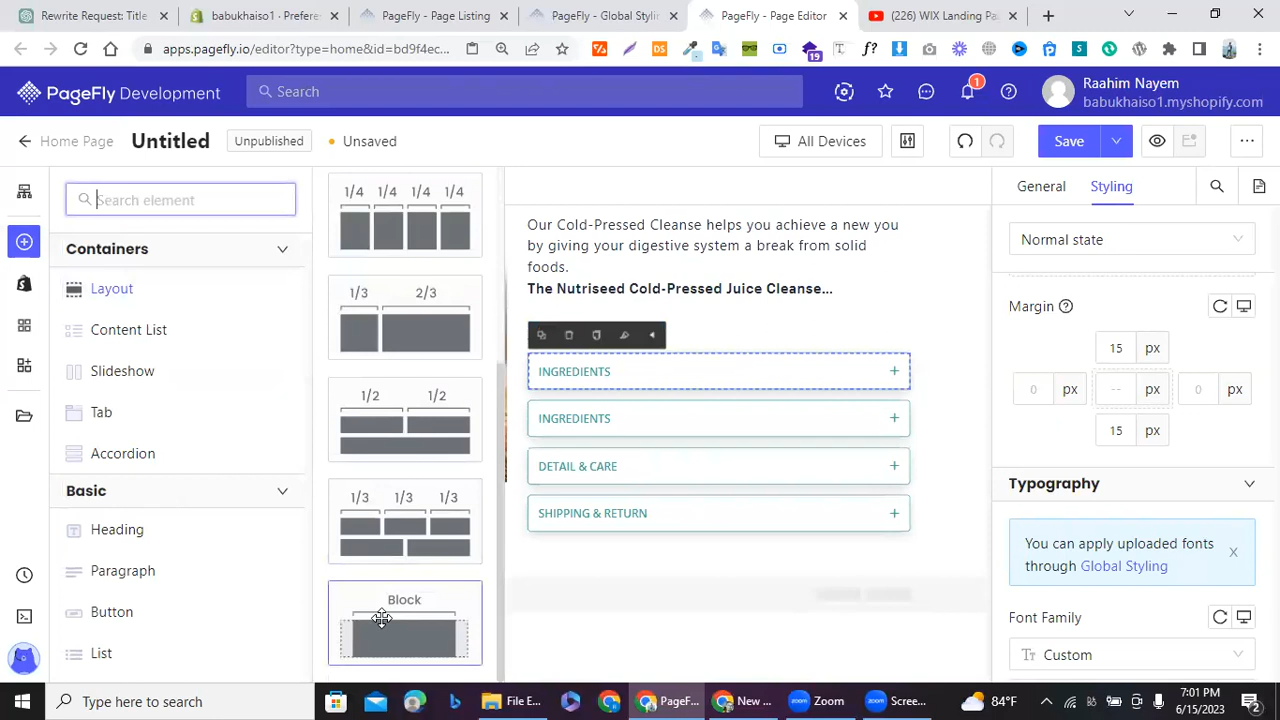 Rewrite Request: Title
babukhaiso1 · Prefere
PageFly - Page Listing
PageFly - Global Stylin
PageFly - Page Editor
(226) WIX Landing Pa
apps.pagefly.io/editor?type=home&id=bd9f4ec...
19
PageFly Development
Search
1
Raahim Nayem
babukhaiso1.myshopify.com
Home Page
Untitled
Unpublished
Unsaved
All Devices
Save
Search element
Containers
Layout
Content List
Slideshow
Tab
Accordion
Basic
Heading
Paragraph
Button
List
1/4 1/4 1/4 1/4
1/3 2/3
1/2 1/2
1/3 1/3 1/3
Block
Our Cold-Pressed Cleanse helps you achieve a new you
by giving your digestive system a break from solid
foods.
The Nutriseed Cold-Pressed Juice Cleanse...
INGREDIENTS +
INGREDIENTS +
DETAIL & CARE +
SHIPPING & RETURN +
General
Styling
Normal state
Margin
15 px
0 px
-- px
0 px
15 px
Typography
You can apply uploaded fonts
through Global Styling
X
Font Family
Custom
Type here to search
File E...
PageF...
New ...
Zoom
Scree...
84°F
7:01 PM
6/15/2023
2